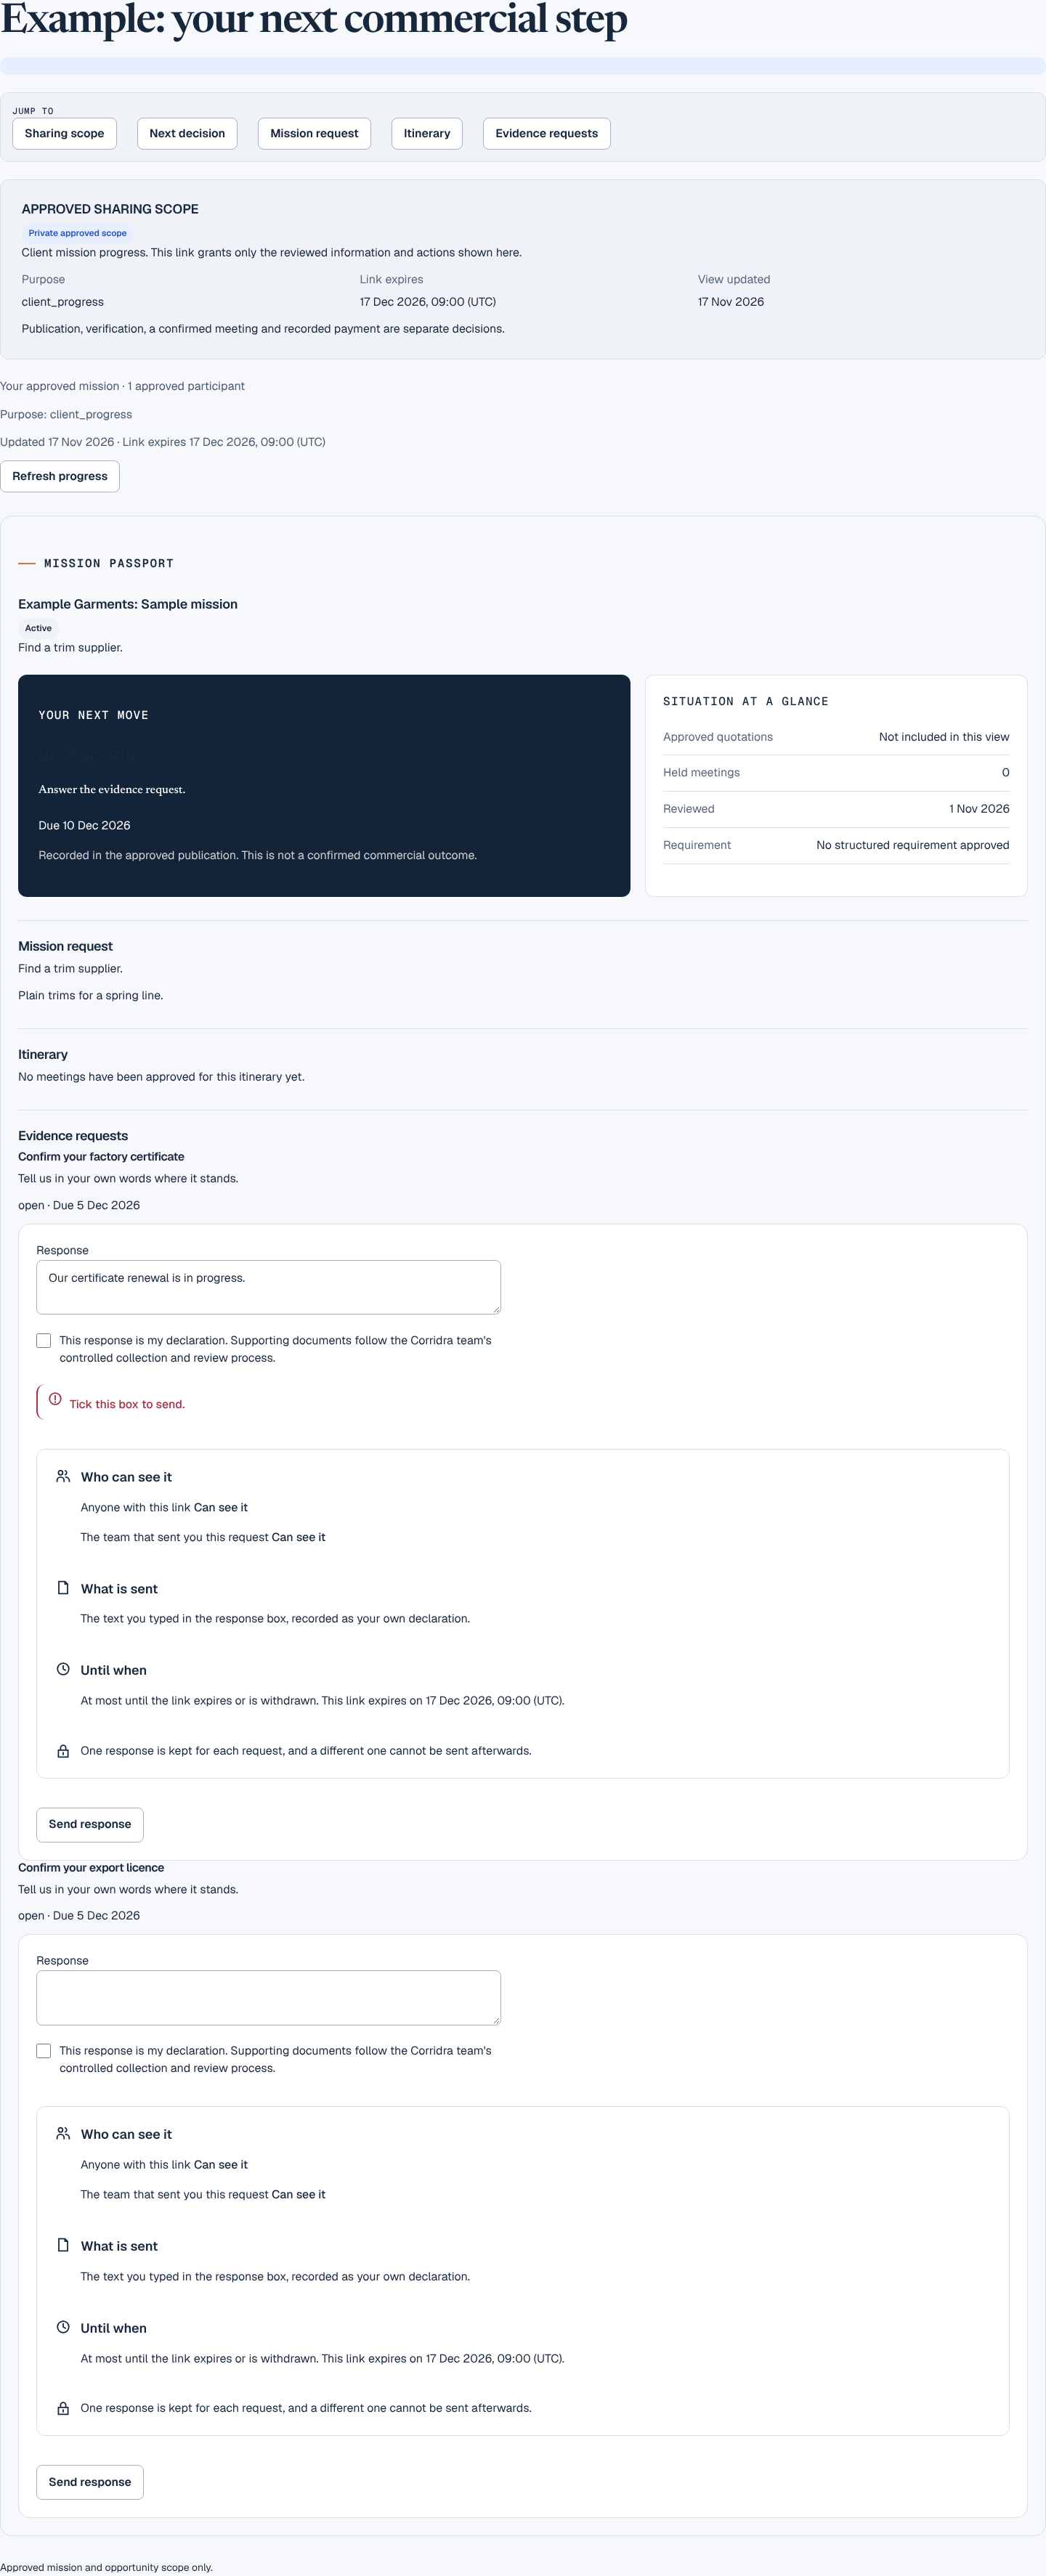 Example: your next commercial step
JUMP TO
Sharing scope
Next decision
Mission request
Itinerary
Evidence requests
APPROVED SHARING SCOPE
Private approved scope
Client mission progress. This link grants only the reviewed information and actions shown here.
Purpose
client_progress
Link expires
17 Dec 2026, 09:00 (UTC)
View updated
17 Nov 2026
Publication, verification, a confirmed meeting and recorded payment are separate decisions.
Your approved mission · 1 approved participant
Purpose: client_progress
Updated 17 Nov 2026 · Link expires 17 Dec 2026, 09:00 (UTC)
Refresh progress
MISSION PASSPORT
Example Garments: Sample mission
Active
Find a trim supplier.
YOUR NEXT MOVE
NEXT ACTION
Answer the evidence request.
Due 10 Dec 2026
Recorded in the approved publication. This is not a confirmed commercial outcome.
SITUATION AT A GLANCE
Approved quotations Not included in this view
Held meetings 0
Reviewed 1 Nov 2026
Requirement No structured requirement approved
Mission request
Find a trim supplier.
Plain trims for a spring line.
Itinerary
No meetings have been approved for this itinerary yet.
Evidence requests
Confirm your factory certificate
Tell us in your own words where it stands.
open · Due 5 Dec 2026
Response
Our certificate renewal is in progress.
This response is my declaration. Supporting documents follow the Corridra team's
controlled collection and review process.
Tick this box to send.
Who can see it
Anyone with this link Can see it
The team that sent you this request Can see it
What is sent
The text you typed in the response box, recorded as your own declaration.
Until when
At most until the link expires or is withdrawn. This link expires on 17 Dec 2026, 09:00 (UTC).
One response is kept for each request, and a different one cannot be sent afterwards.
Send response
Confirm your export licence
Tell us in your own words where it stands.
open · Due 5 Dec 2026
Response
This response is my declaration. Supporting documents follow the Corridra team's
controlled collection and review process.
Who can see it
Anyone with this link Can see it
The team that sent you this request Can see it
What is sent
The text you typed in the response box, recorded as your own declaration.
Until when
At most until the link expires or is withdrawn. This link expires on 17 Dec 2026, 09:00 (UTC).
One response is kept for each request, and a different one cannot be sent afterwards.
Send response
Approved mission and opportunity scope only.